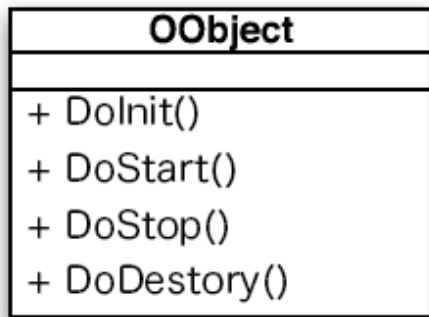 OObject
+ DoInit()
+ DoStart()
+ DoStop()
+ DoDestory()